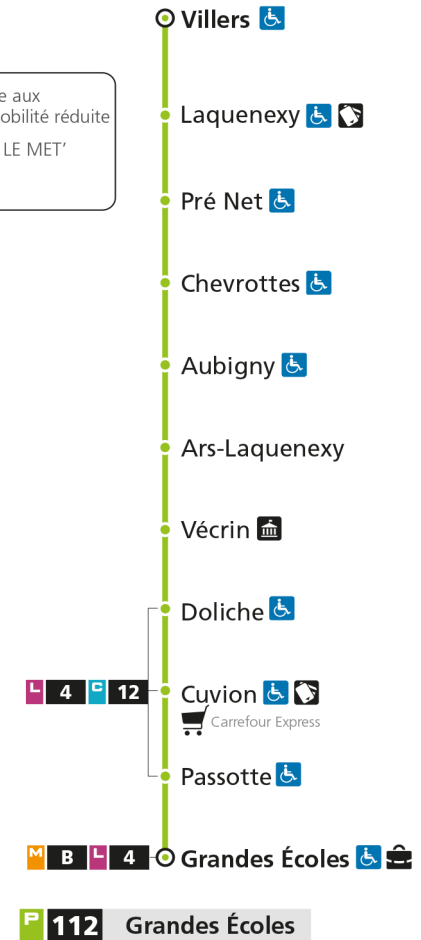 Villers
e aux
obilité réduite
LE MET'
Laquenexy
Pré Net
Chevrottes
Aubigny
Ars-Laquenexy
Vécrin
Doliche
L 4 C 12 Cuvion
Carrefour Express
Passotte
M B L 4 Grandes Écoles
P 112 Grandes Écoles